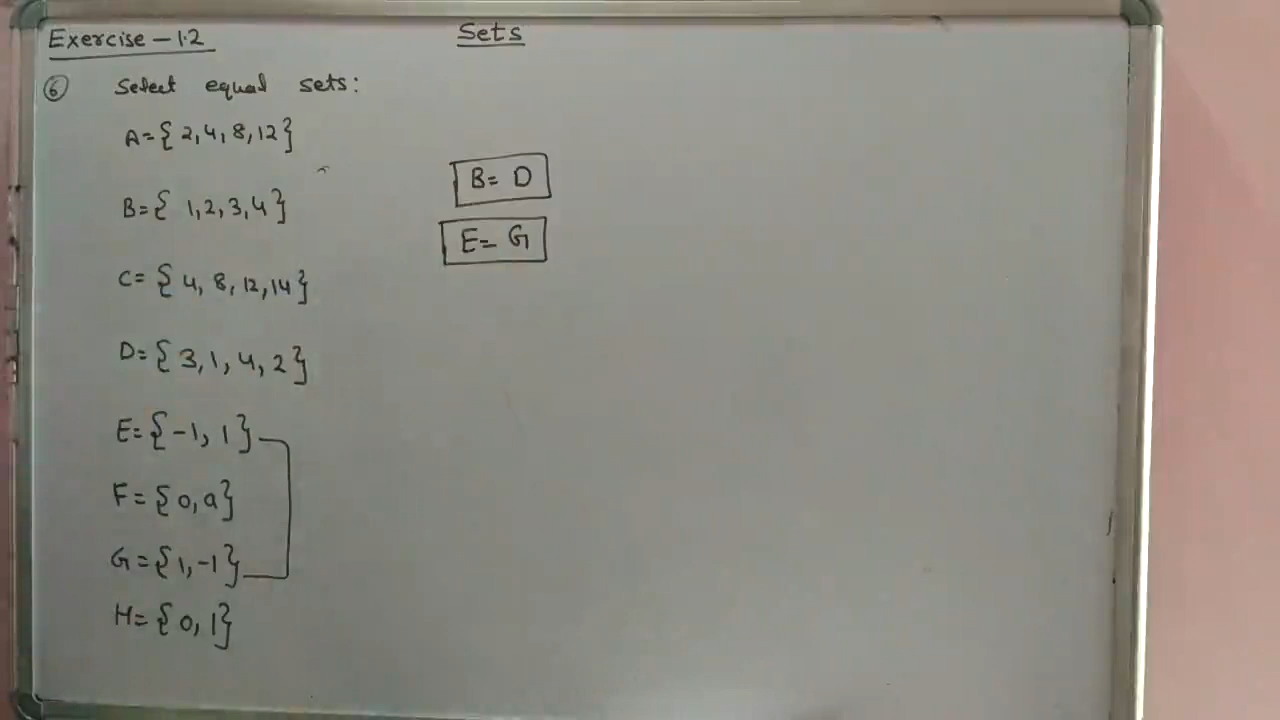 Exercise - 1.2
Sets
6 Select equal sets:
A={2,4,8,12}
B={ 1,2,3,4}
B= D
E= G
C= {4, 8, 12,14}
D={3,1,4,2}
E={-1, 1}
F={0,a}
G={1,-1}
H={0,1}